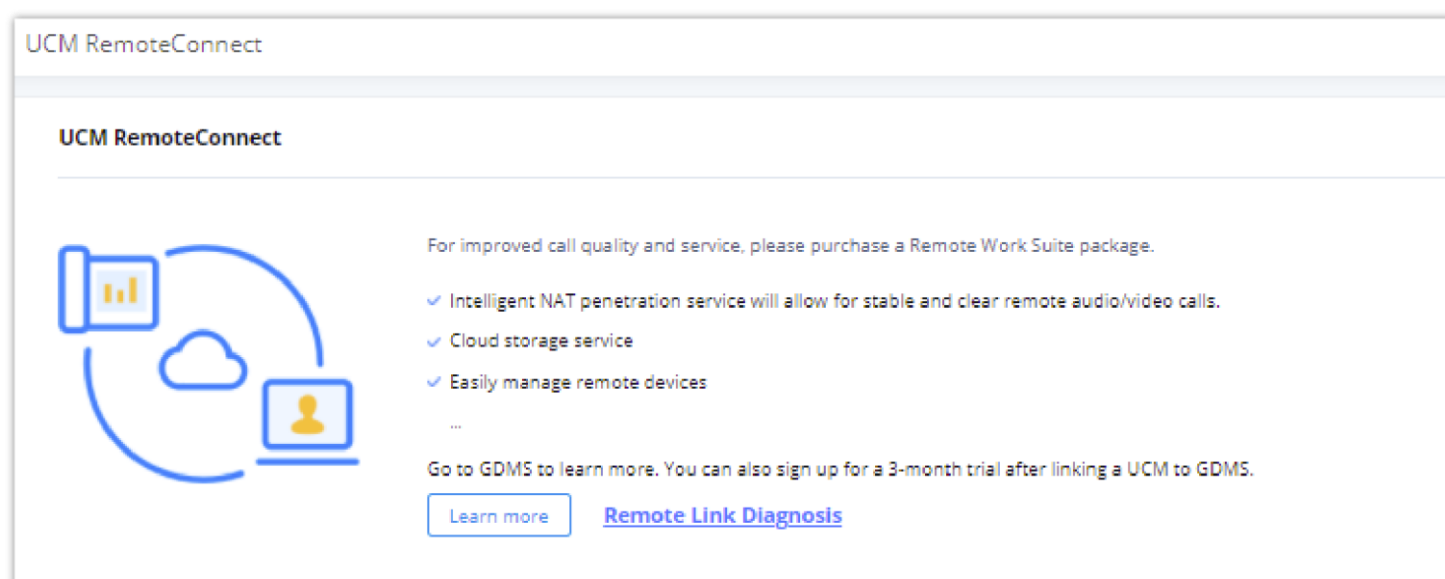 UCM RemoteConnect
UCM RemoteConnect
For improved call quality and service, please purchase a Remote Work Suite package.
Intelligent NAT penetration service will allow for stable and clear remote audio/video calls.
Cloud storage service
Easily manage remote devices
...
Go to GDMS to learn more. You can also sign up for a 3-month trial after linking a UCM to GDMS.
Learn more
Remote Link Diagnosis